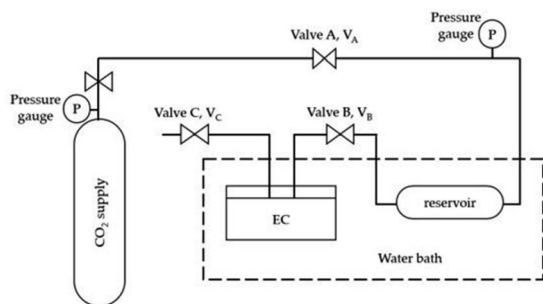 Pressure
gauge
P
Valve A, VA
Pressure
gauge
P
Valve C, VC
Valve B, VB
CO2 supply
EC
reservoir
Water bath